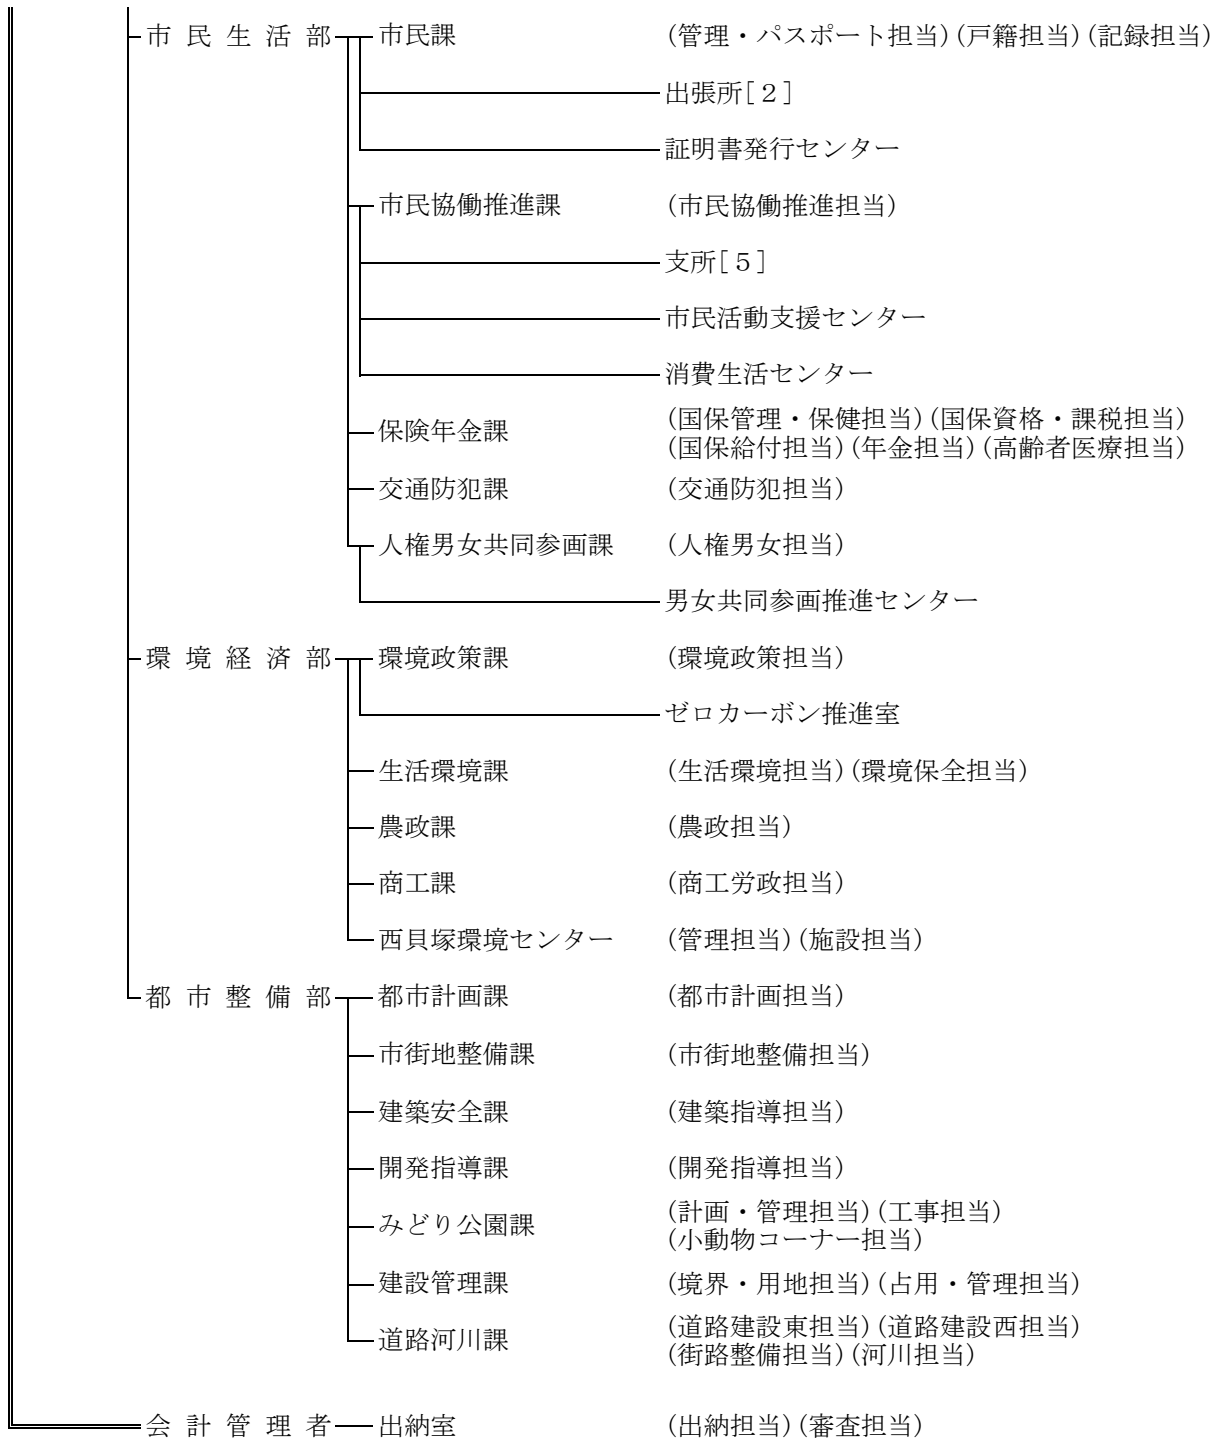 市民生活部 市民課 (管理・パスポート担当)(戸籍担当)(記録担当)
出張所[２]
証明書発行センター
市民協働推進課 (市民協働推進担当)
支所[５]
市民活動支援センター
消費生活センター
保険年金課 (国保管理・保健担当)(国保資格・課税担当)
(国保給付担当)(年金担当)(高齢者医療担当)
交通防犯課 (交通防犯担当)
人権男女共同参画課 (人権男女担当)
男女共同参画推進センター
環境経済部 環境政策課 (環境政策担当)
ゼロカーボン推進室
生活環境課 (生活環境担当)(環境保全担当)
農政課 (農政担当)
商工課 (商工労政担当)
西貝塚環境センター (管理担当)(施設担当)
都市整備部 都市計画課 (都市計画担当)
市街地整備課 (市街地整備担当)
建築安全課 (建築指導担当)
開発指導課 (開発指導担当)
みどり公園課 (計画・管理担当)(工事担当)
(小動物コーナー担当)
建設管理課 (境界・用地担当)(占用・管理担当)
道路河川課 (道路建設東担当)(道路建設西担当)
(街路整備担当)(河川担当)
会計管理者 出納室 (出納担当)(審査担当)